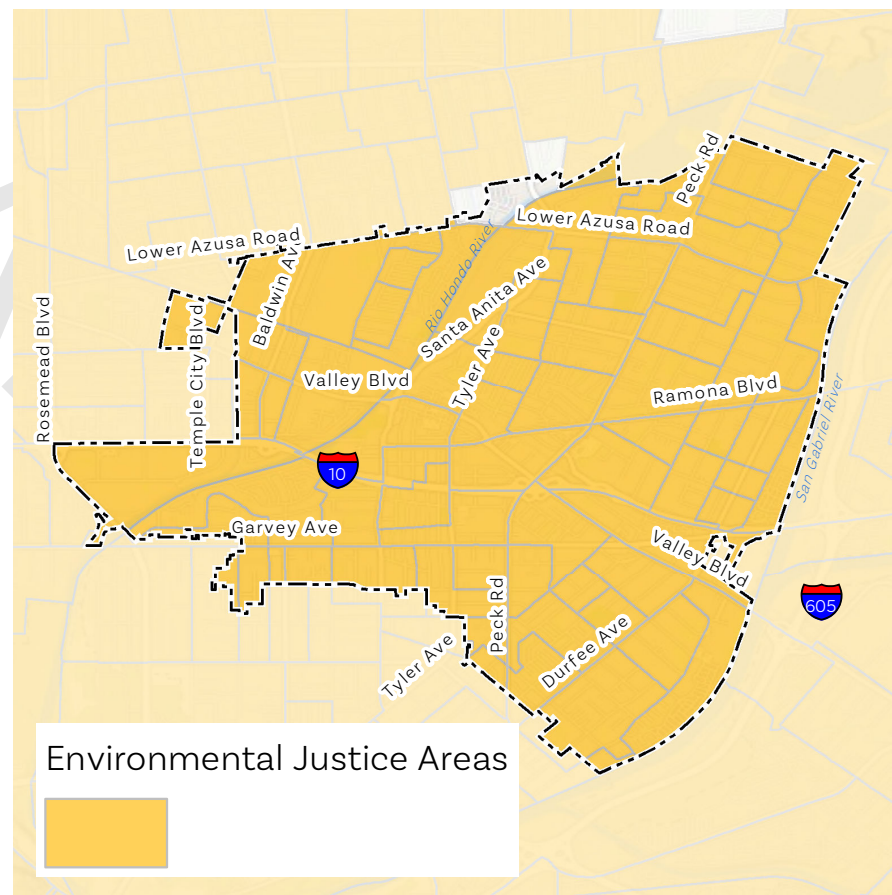 Peck Rd
Lower Azusa Road
Lower Azusa Road
Baldwin Av
Rio Hondo River
Santa Anita Ave
Temple City Blvd
Rosemead Blvd
Tyler Ave
Valley Blvd
Ramona Blvd
San Gabriel River
10
Garvey Ave
Valley Blvd
605
Peck Rd
Durfee Ave
Tyler Ave
Environmental Justice Areas